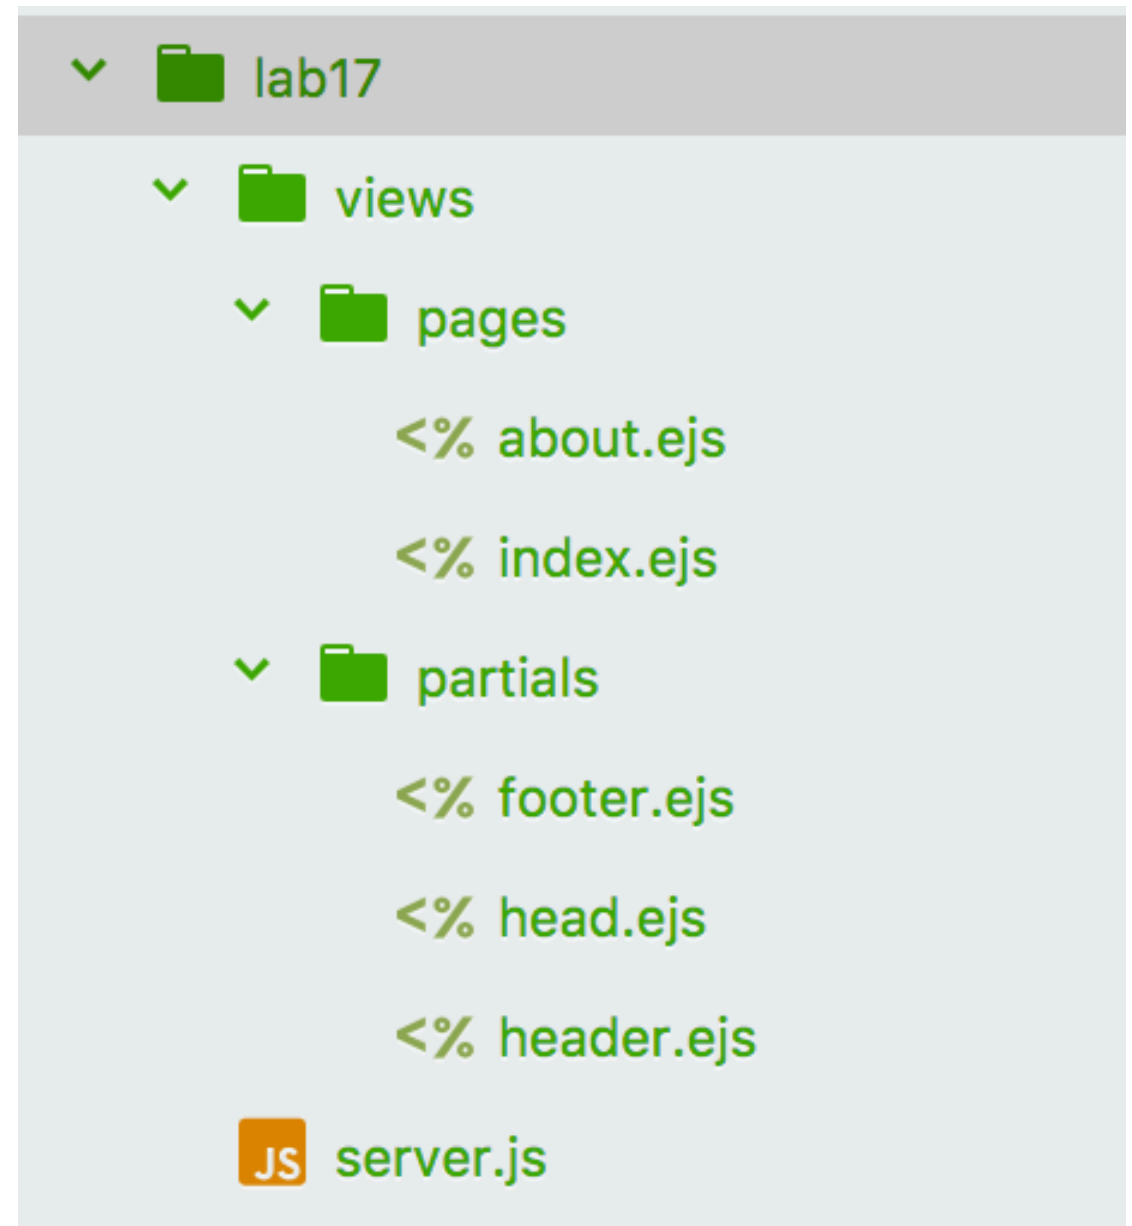 lab17
views
pages
<% about.ejs
<% index.ejs
partials
<% footer.ejs
<% head.ejs
<% header.ejs
JS server.js